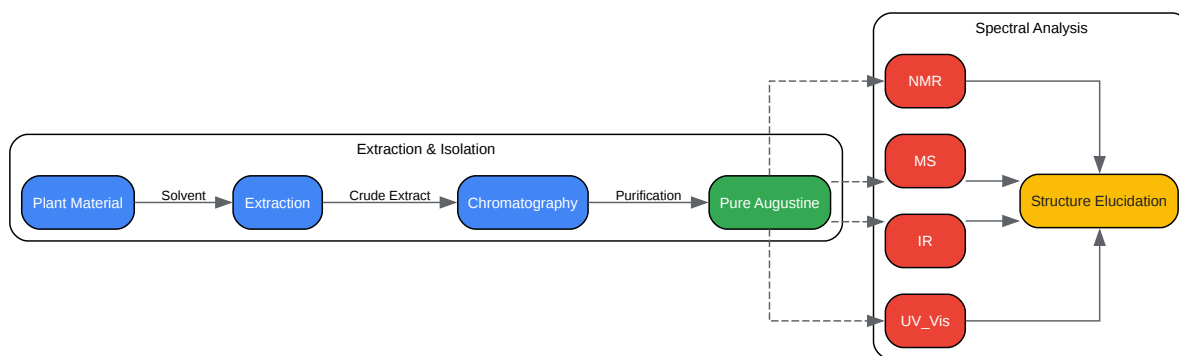 Spectral Analysis
NMR
MS
IR
UV_Vis
Structure Elucidation
Extraction & Isolation
Plant Material
Solvent
Extraction
Crude Extract
Chromatography
Purification
Pure Augustine